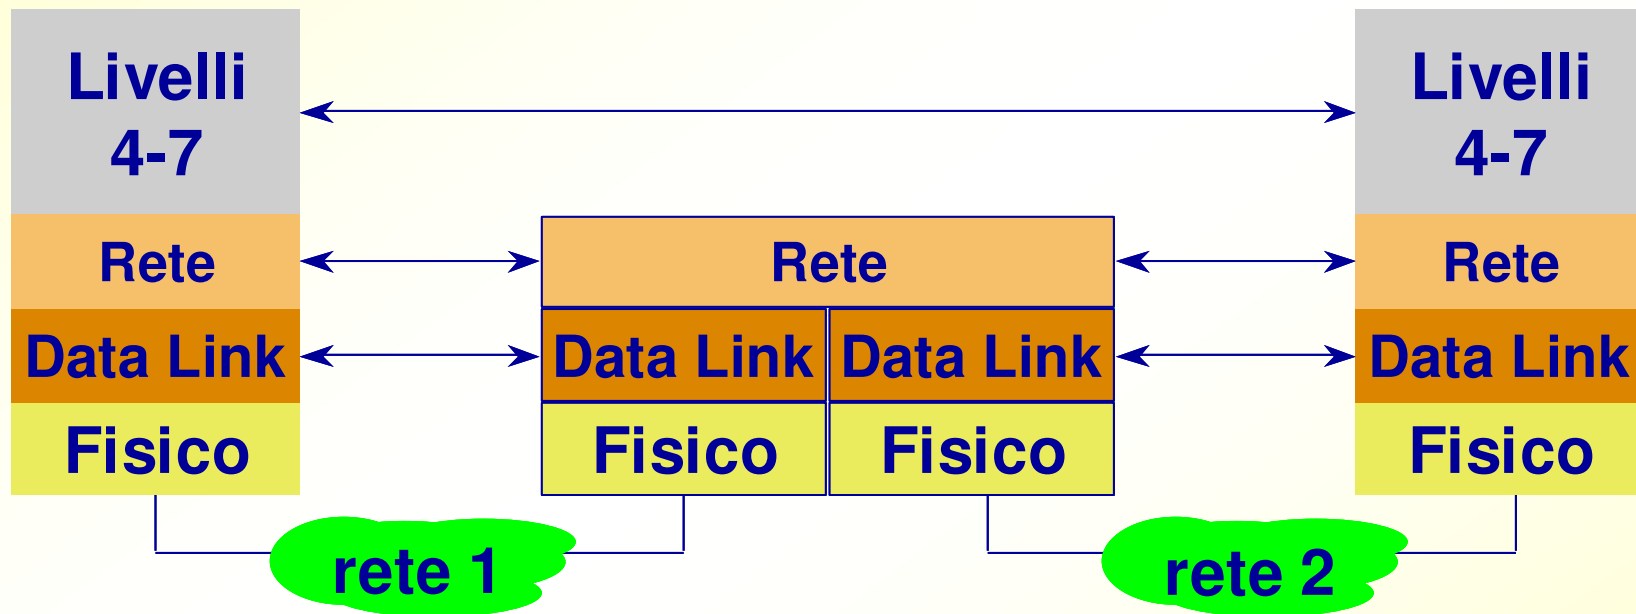 Livelli
4-7
Livelli
4-7
Rete
Rete
Rete
Data Link
Data Link
Data Link
Data Link
Fisico
Fisico
Fisico
Fisico
rete 1
rete 2